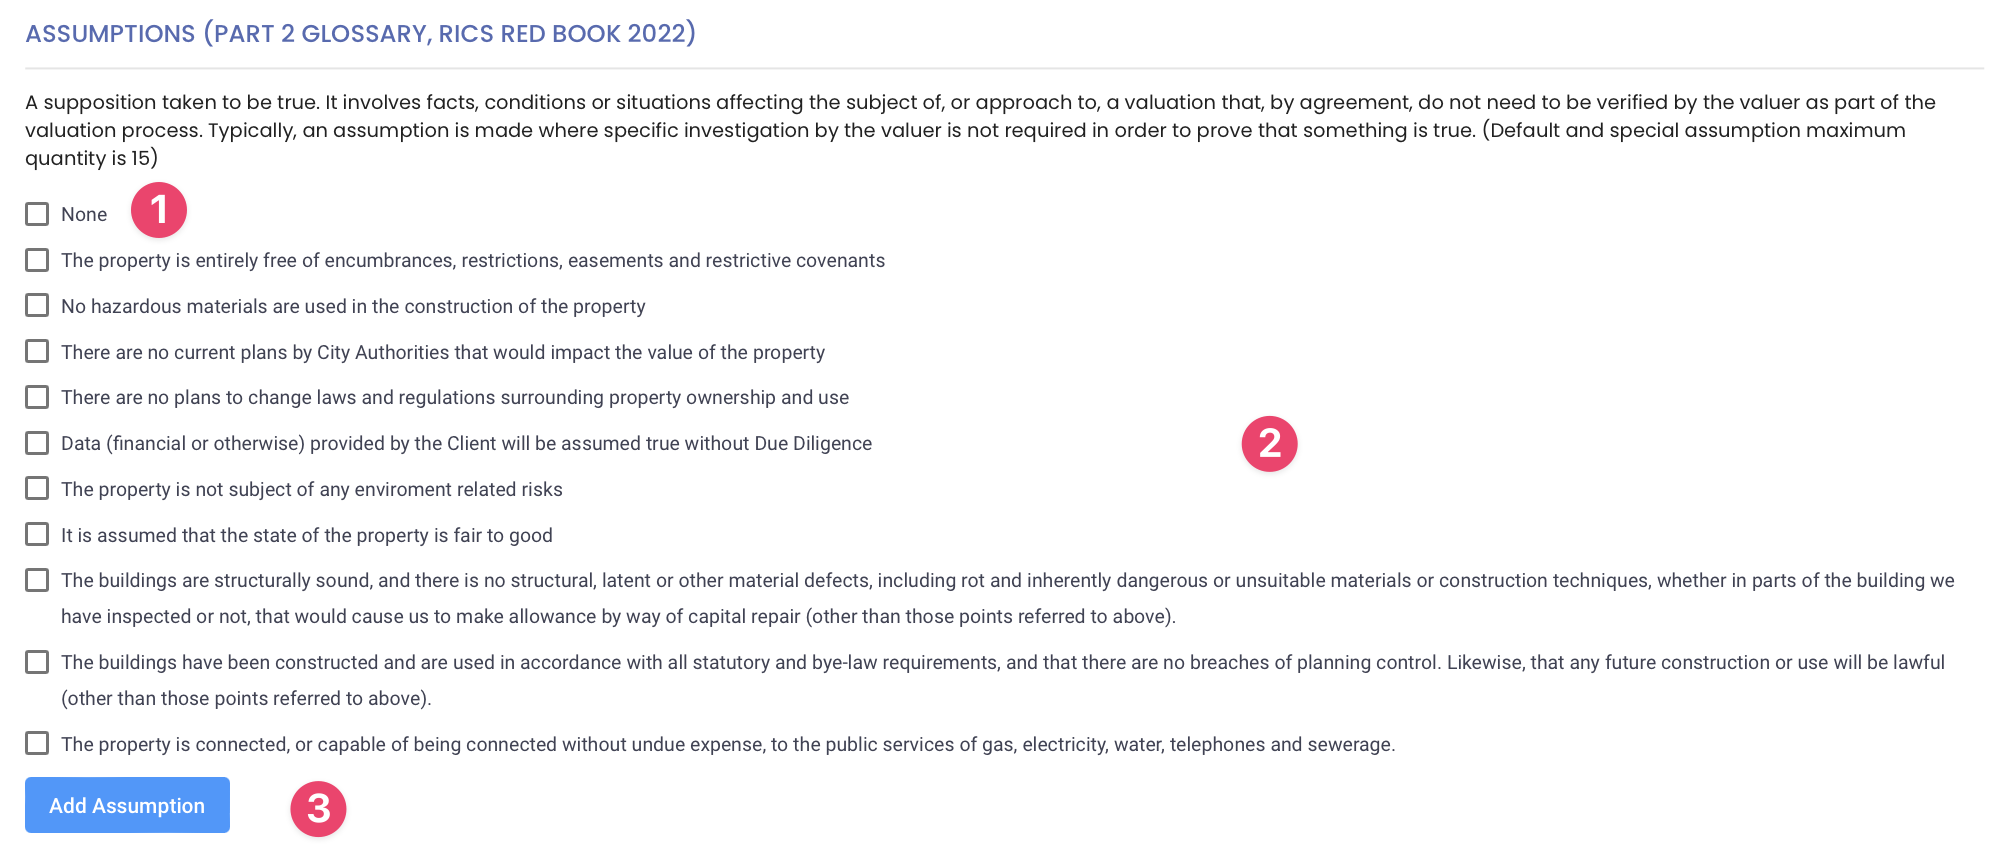 ASSUMPTIONS (PART 2 GLOSSARY, RICS RED BOOK 2022)
A supposition taken to be true. It involves facts, conditions or situations affecting the subject of, or approach to, a valuation that, by agreement, do not need to be verified by the valuer as part of the
valuation process. Typically, an assumption is made where specific investigation by the valuer is not required in order to prove that something is true. (Default and special assumption maximum
quantity is 15)
None 1
The property is entirely free of encumbrances, restrictions, easements and restrictive covenants
No hazardous materials are used in the construction of the property
There are no current plans by City Authorities that would impact the value of the property
There are no plans to change laws and regulations surrounding property ownership and use
Data (financial or otherwise) provided by the Client will be assumed true without Due Diligence 2
The property is not subject of any enviroment related risks
It is assumed that the state of the property is fair to good
The buildings are structurally sound, and there is no structural, latent or other material defects, including rot and inherently dangerous or unsuitable materials or construction techniques, whether in parts of the building we
have inspected or not, that would cause us to make allowance by way of capital repair (other than those points referred to above).
The buildings have been constructed and are used in accordance with all statutory and bye-law requirements, and that there are no breaches of planning control. Likewise, that any future construction or use will be lawful
(other than those points referred to above).
The property is connected, or capable of being connected without undue expense, to the public services of gas, electricity, water, telephones and sewerage.
Add Assumption 3